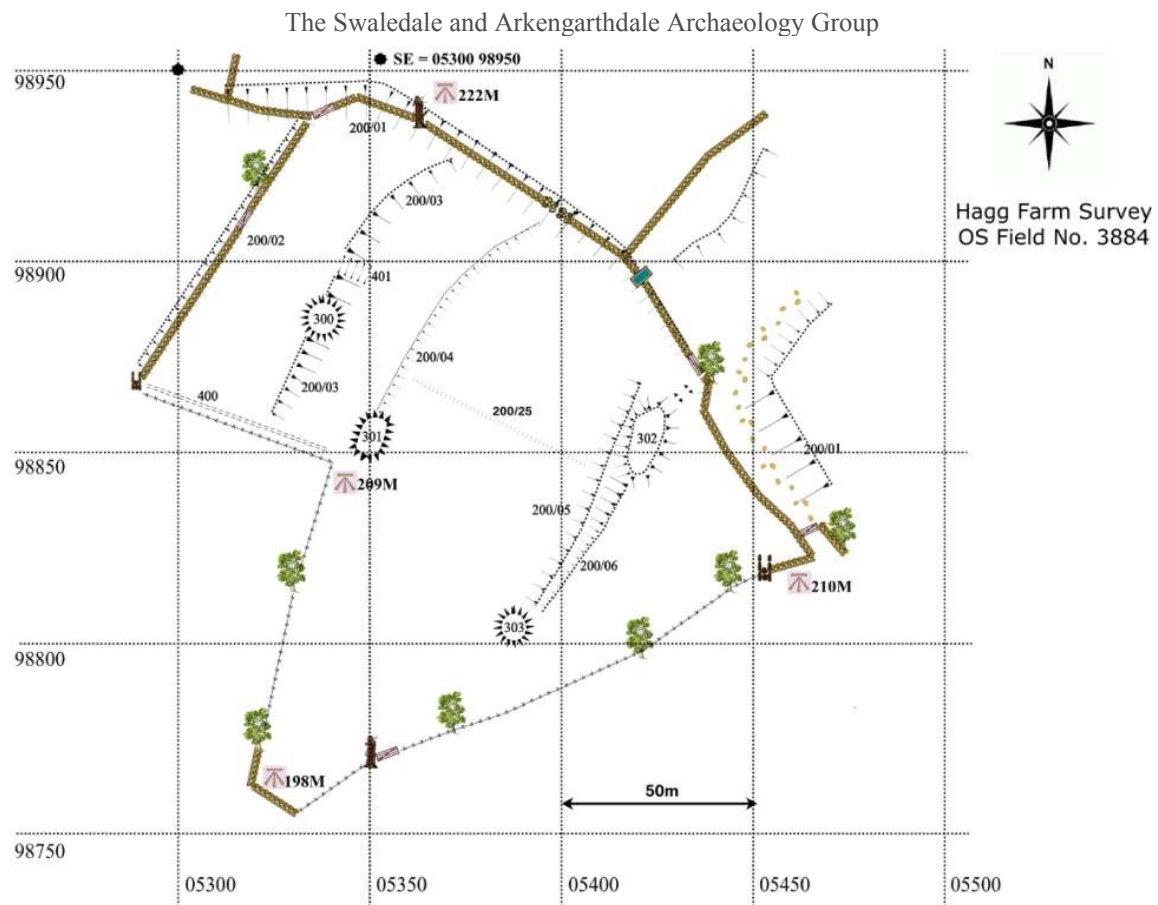 The Swaledale and Arkengarthdale Archaeology Group
98950
SE = 05300 98950
N
222M
200/01
200/03
200/02
Hagg Farm Survey
OS Field No. 3884
98900
401
300
200/04
200/03
400
200/25
301
302
98850
200/01
209M
200/05
200/06
210M
303
98800
198M
50m
98750
05300
05350
05400
05450
05500